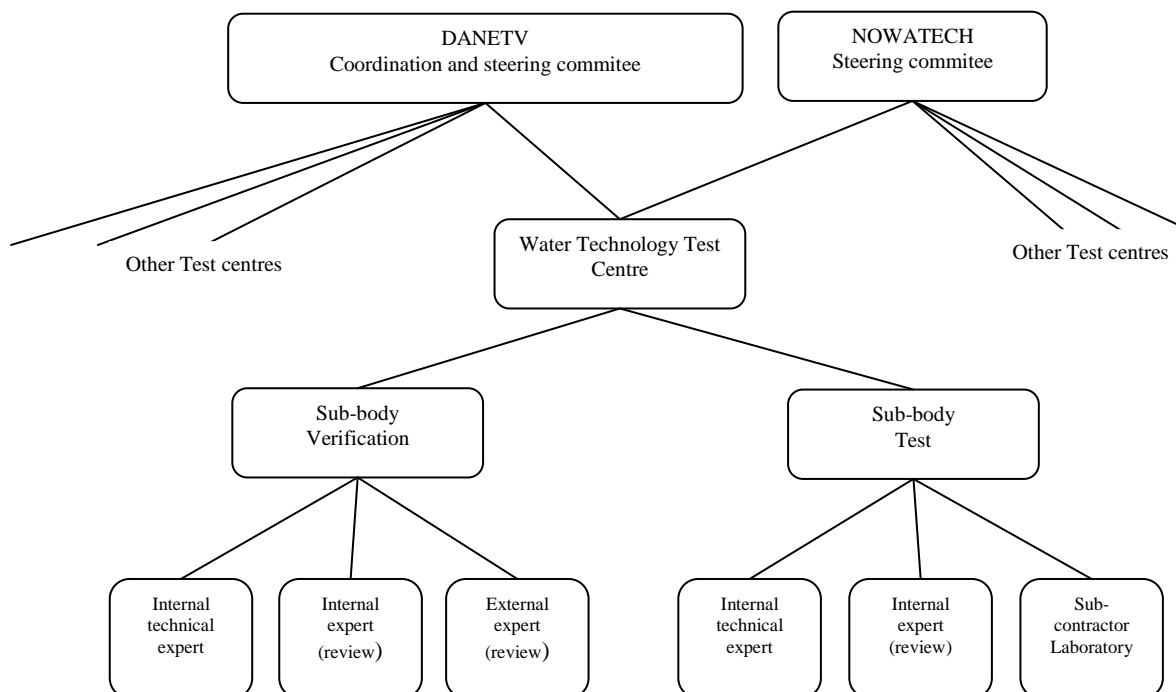 DANETV
Coordination and steering commitee
NOWATECH
Steering commitee
Water Technology Test
Centre
Other Test centres
Other Test centres
Sub-body
Verification
Sub-body
Test
Internal
technical
expert
Internal
expert
(review)
External
expert
(review)
Internal
technical
expert
Internal
expert
(review)
Sub-
contractor
Laboratory